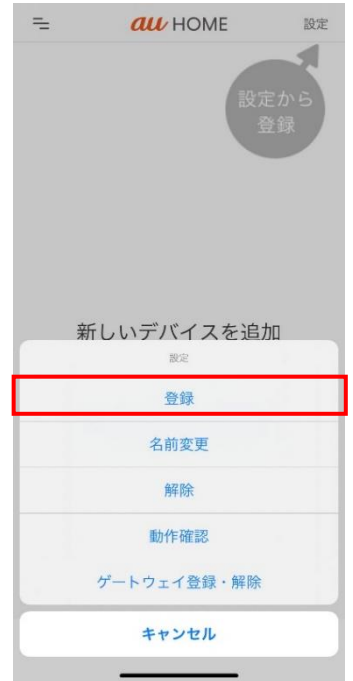 au HOME 設定
設定から
登録
新しいデバイスを追加
設定
登録
名前変更
解除
動作確認
ゲートウェイ登録・解除
キャンセル